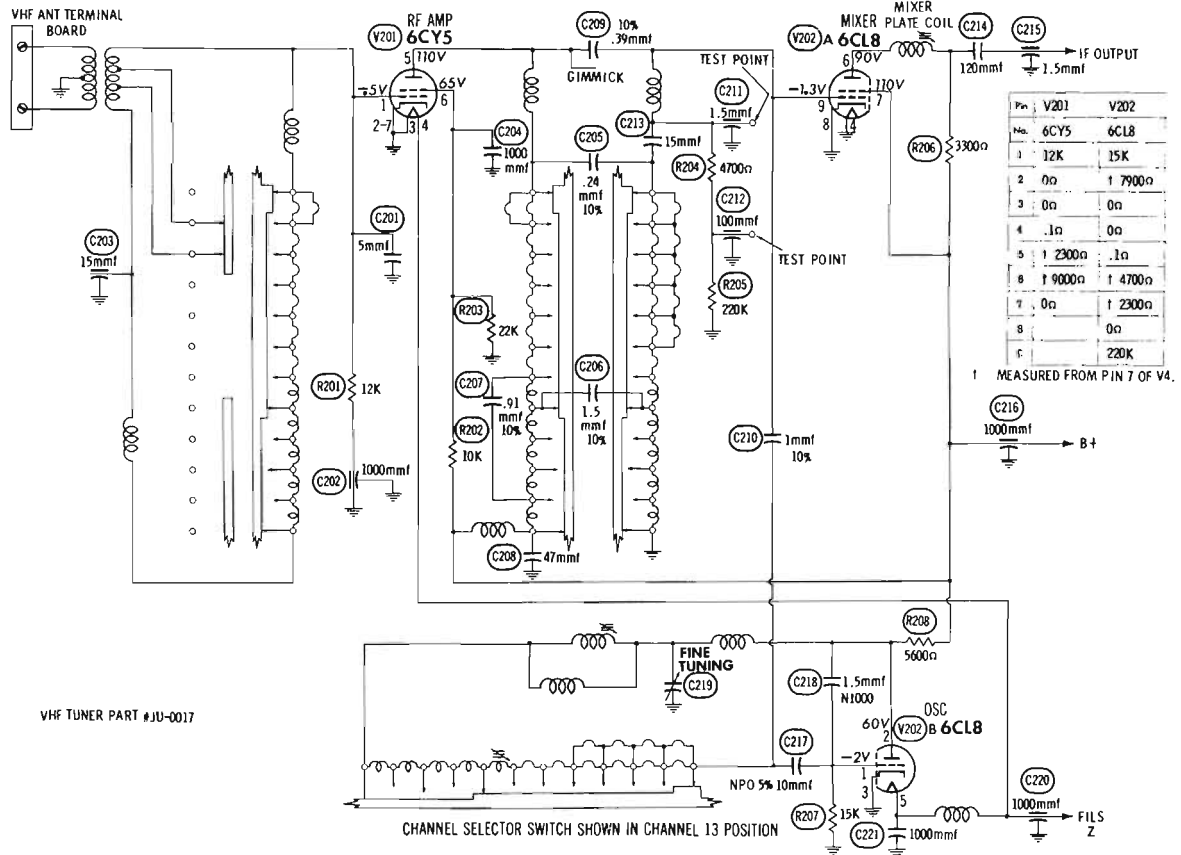 VHF ANT TERMINAL
BOARD
RF AMP
V201 6CY5
5 110V
-.5V
1
65V
6
2-7
3 4
C209 10%
.39mmf
GIMMICK
MIXER
V202 A 6CL8
6 90V
MIXER
PLATE COIL
C214
120mmf
C215
1.5mmf
IF OUTPUT
TEST POINT
-1.3V
9
110V
7
8
C211
1.5mmf
C213
15mmf
C204
1000
mmf
C205
.24
mmf
10%
R204
4700Ω
C212
100mmf
TEST POINT
R205
220K
R206
3300Ω
Pin V201 V202
No. 6CY5 6CL8
1 12K 15K
2 0Ω † 7900Ω
3 0Ω 0Ω
4 .1Ω 0Ω
5 † 2300Ω .1Ω
6 † 9000Ω † 4700Ω
7 0Ω † 2300Ω
8 0Ω
220K
† MEASURED FROM PIN 7 OF V4.
C203
15mmf
C201
5mmf
R203
22K
R201
12K
C207
.91
mmf
10%
C206
1.5
mmf
10%
R202
10K
C202
1000mmf
C208
47mmf
C210
1mmf
10%
C216
1000mmf
B+
R208
5600Ω
FINE
TUNING
C219
C218
1.5mmf
N1000
VHF TUNER PART #JU-0017
OSC
60V
2
V202 B 6CL8
-2V
1
3
5
C217
NPO 5% 10mmf
R207
15K
C221
1000mmf
C220
1000mmf
FILS
Z
CHANNEL SELECTOR SWITCH SHOWN IN CHANNEL 13 POSITION